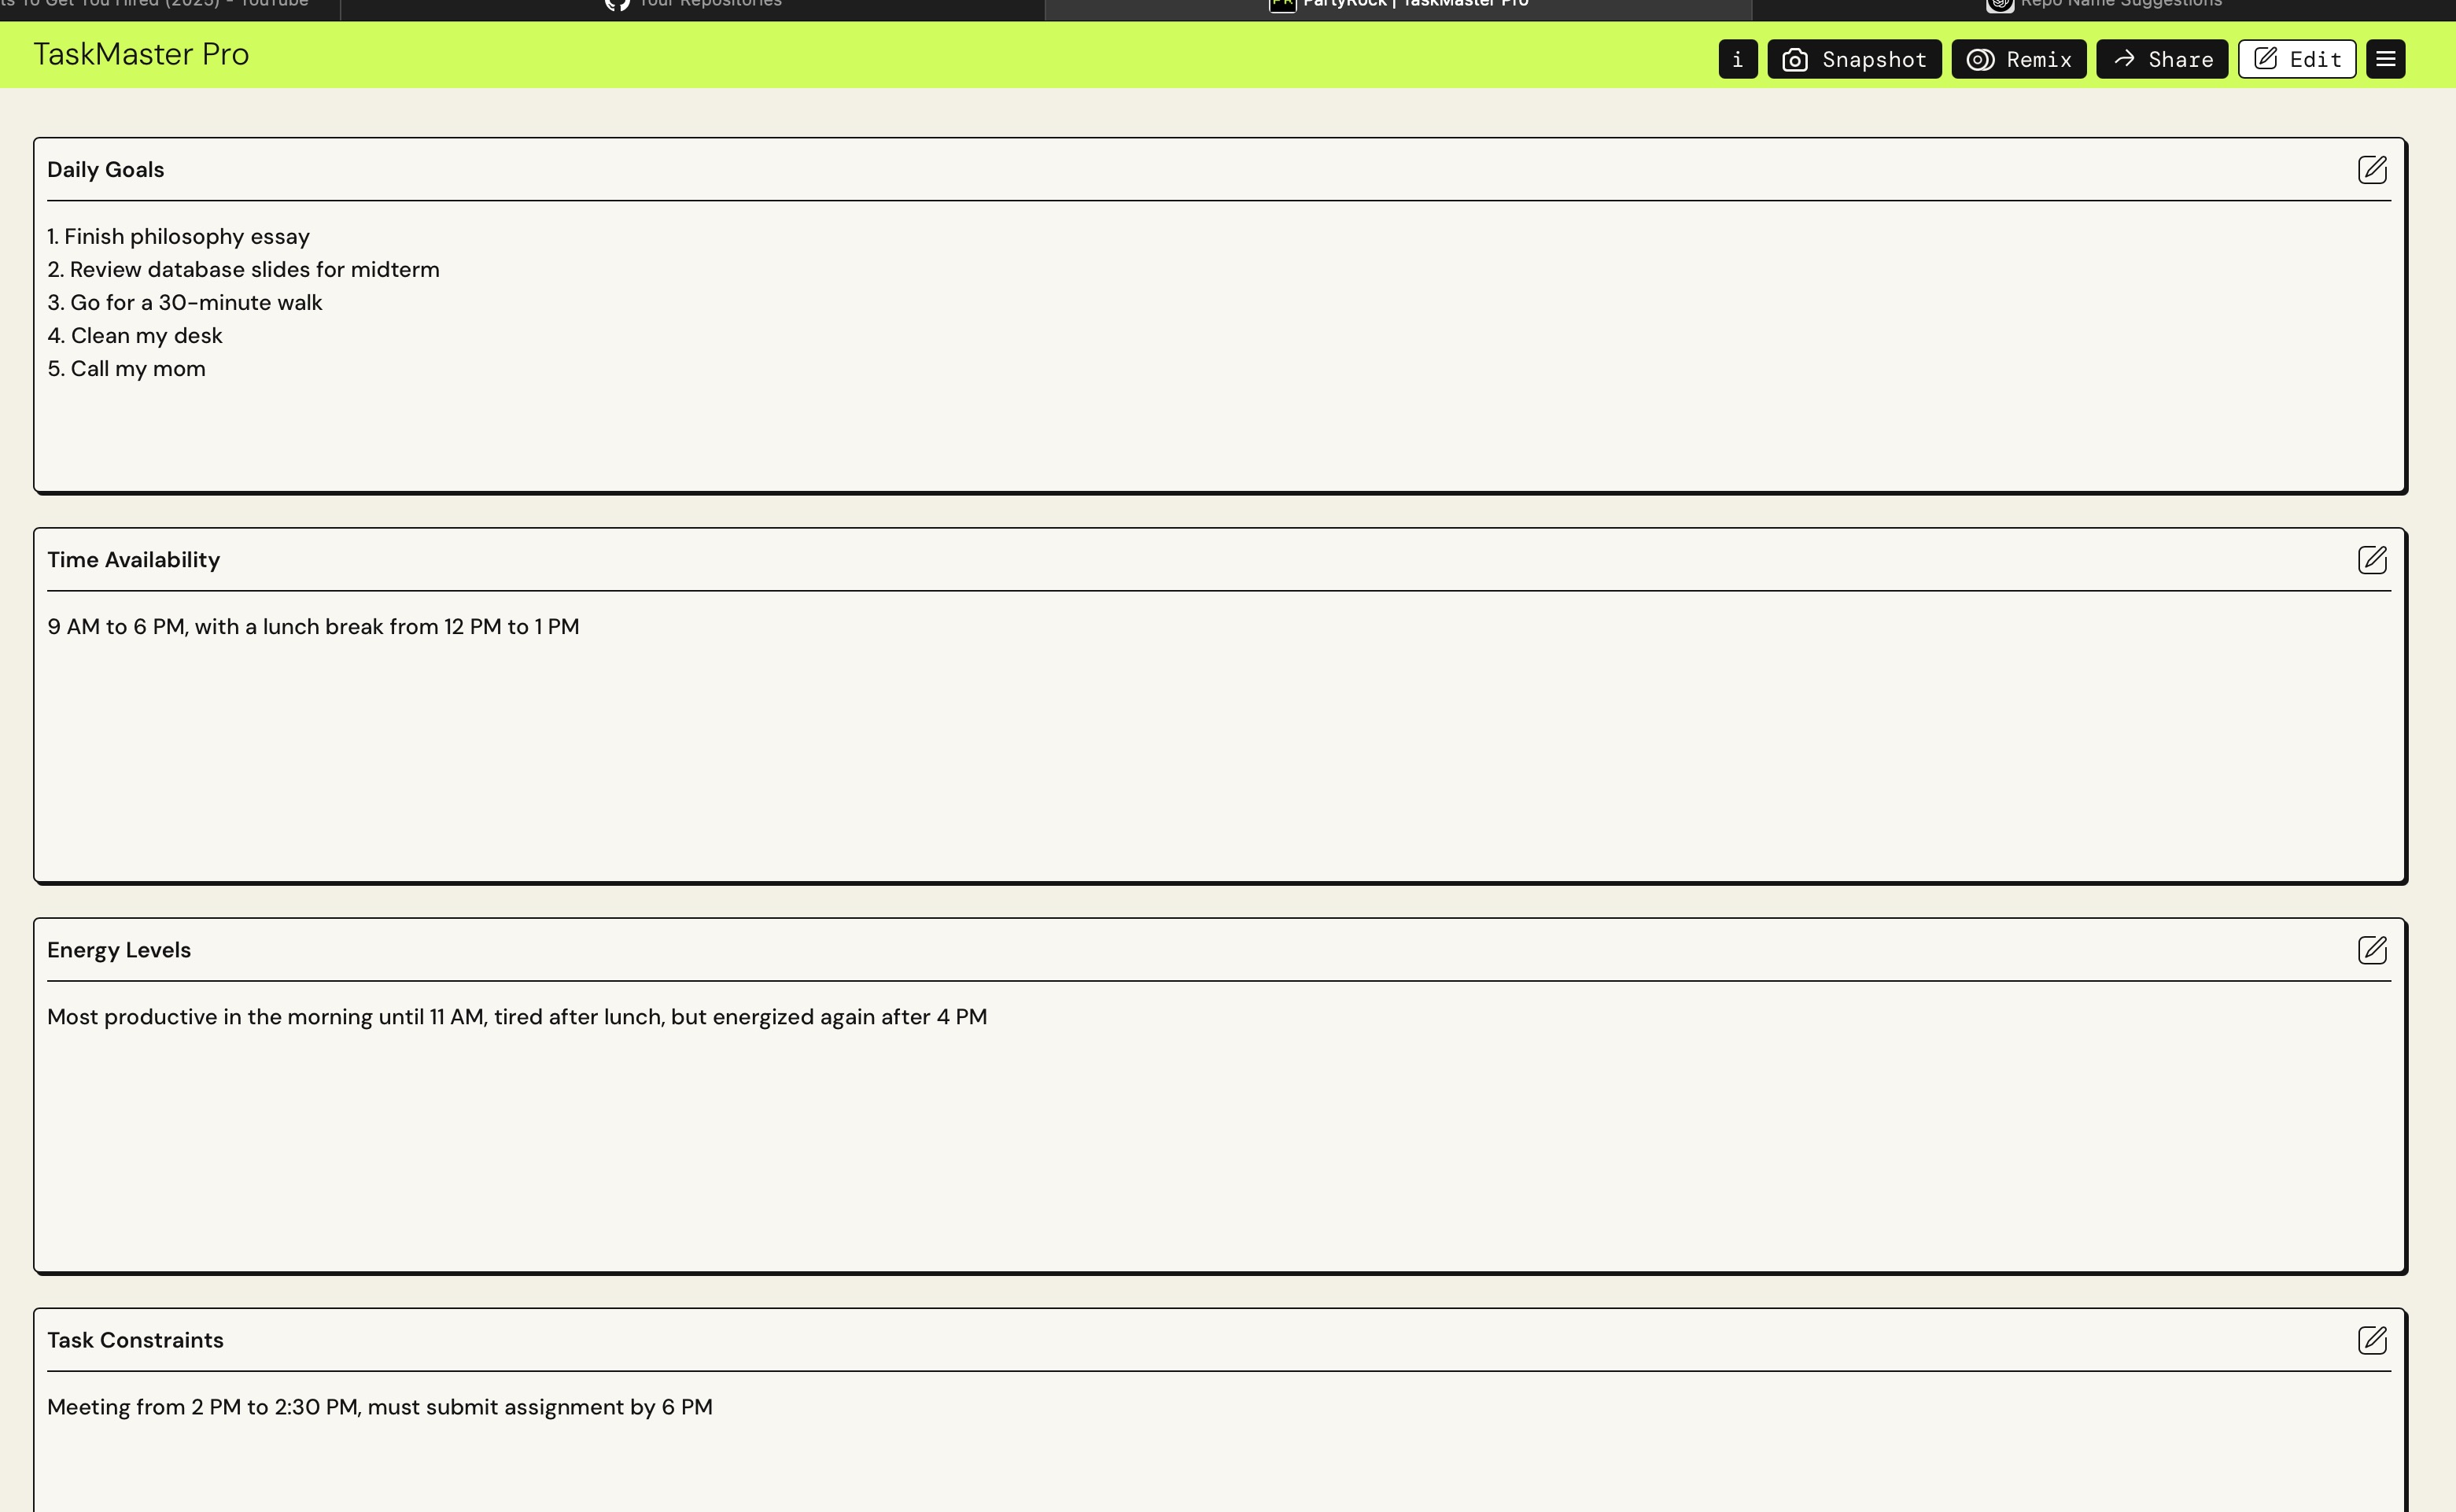 ts To Get You Hired (2025) - YouTube
Your Repositories
PartyRock | TaskMaster Pro
Repo Name Suggestions
TaskMaster Pro
i
Snapshot
Remix
Share
Edit
Daily Goals
1. Finish philosophy essay
2. Review database slides for midterm
3. Go for a 30-minute walk
4. Clean my desk
5. Call my mom
Time Availability
9 AM to 6 PM, with a lunch break from 12 PM to 1 PM
Energy Levels
Most productive in the morning until 11 AM, tired after lunch, but energized again after 4 PM
Task Constraints
Meeting from 2 PM to 2:30 PM, must submit assignment by 6 PM